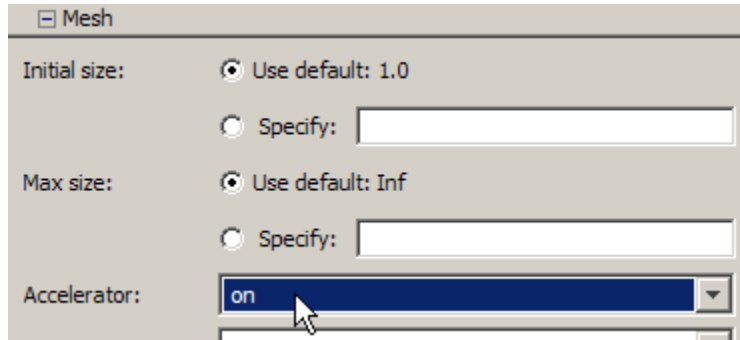 Mesh
Initial size: Use default: 1.0
Specify:
Max size: Use default: Inf
Specify:
Accelerator: on